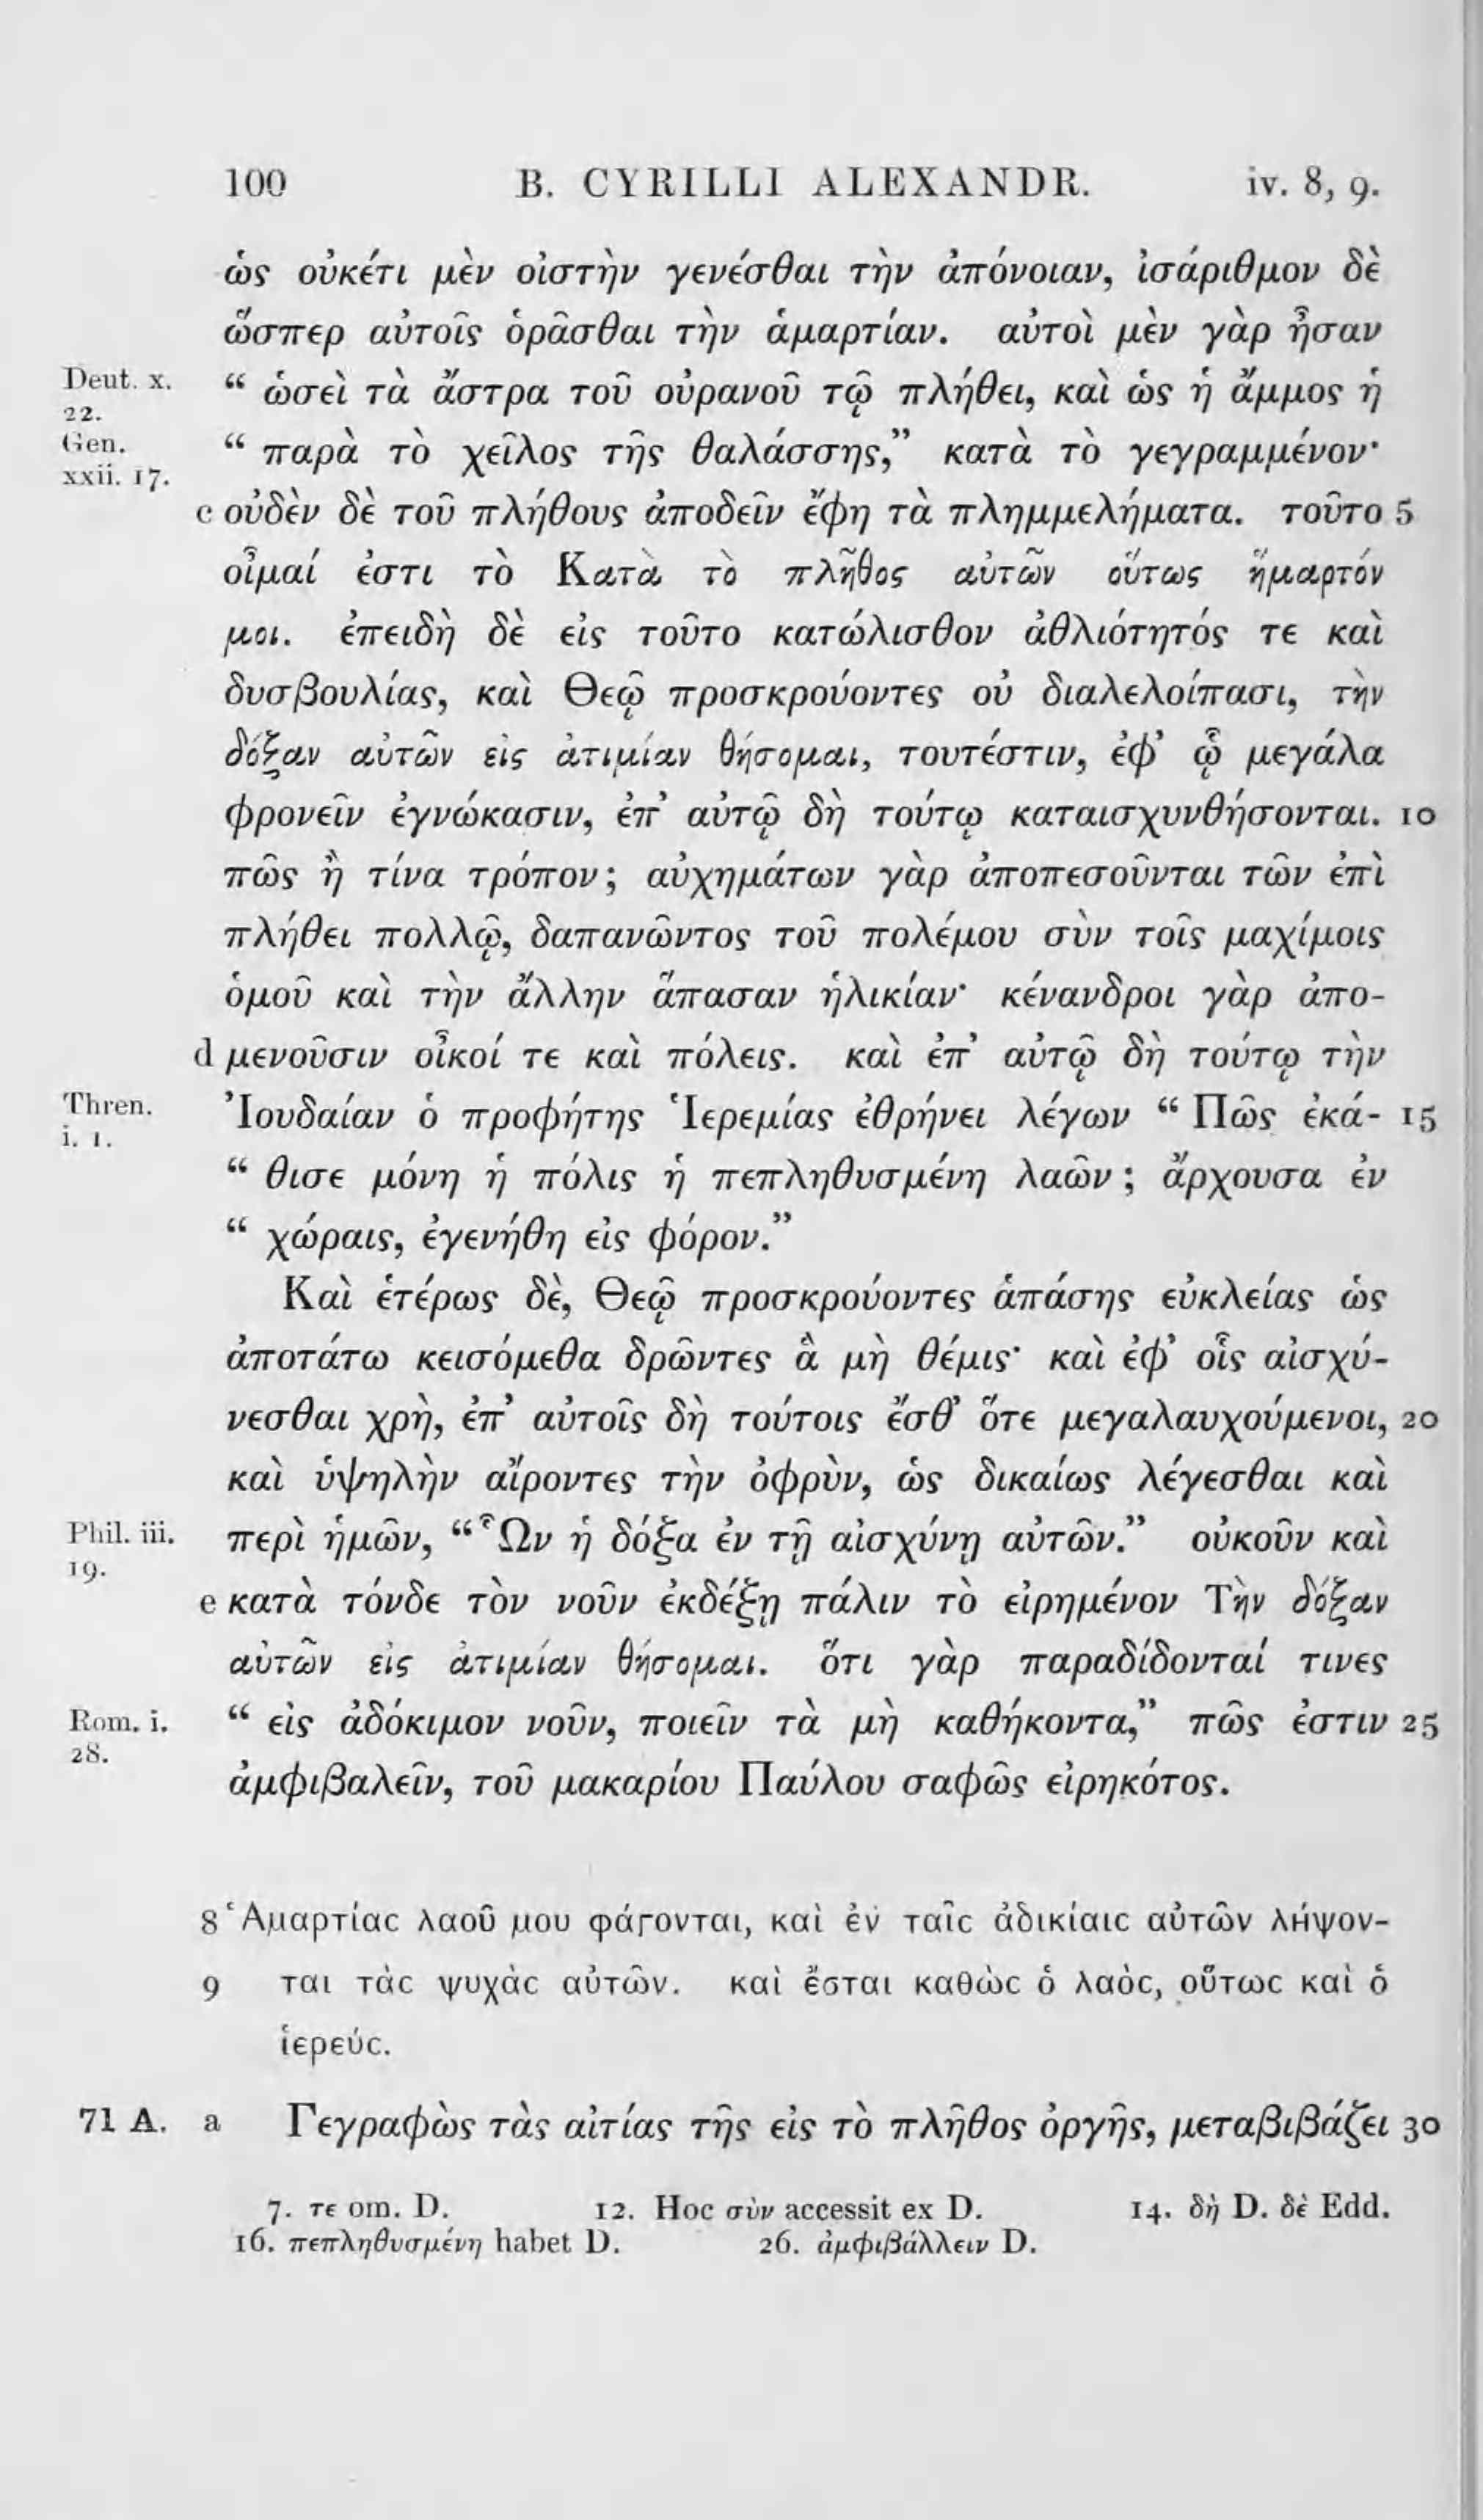 100 B. CYRILLI ALEXANDR. iv. 8, 9.
ὡς οὐκέτι μὲν οἰστὴν γενέσθαι τὴν ἀπόνοιαν, ἰσάριθμον δὲ
ὥσπερ αὐτοῖς ὁρᾶσθαι τὴν ἁμαρτίαν. αὐτοὶ μὲν γὰρ ἦσαν
Deut. x. “ ὡσεὶ τὰ ἄστρα τοῦ οὐρανοῦ τῷ πλήθει, καὶ ὡς ἡ ἄμμος ἡ
22.
Gen. “ παρὰ τὸ χεῖλος τῆς θαλάσσης,” κατὰ τὸ γεγραμμένον·
xxii. 17.
c οὐδὲν δὲ τοῦ πλήθους ἀποδεῖν ἔφη τὰ πλημμελήματα. τοῦτο 5
οἶμαί ἐστι τὸ Κατὰ τὸ πλῆθος αὐτῶν οὕτως ἥμαρτόν
μοι. ἐπειδὴ δὲ εἰς τοῦτο κατώλισθον ἀθλιότητός τε καὶ
δυσβουλίας, καὶ Θεῷ προσκρούοντες οὐ διαλελοίπασι, τὴν
δόξαν αὐτῶν εἰς ἀτιμίαν θήσομαι, τουτέστιν, ἐφ’ ᾧ μεγάλα
φρονεῖν ἐγνώκασιν, ἐπ’ αὐτῷ δὴ τούτῳ καταισχυνθήσονται. 10
πῶς ἢ τίνα τρόπον; αὐχημάτων γὰρ ἀποπεσοῦνται τῶν ἐπὶ
πλήθει πολλῷ, δαπανῶντος τοῦ πολέμου σὺν τοῖς μαχίμοις
ὁμοῦ καὶ τὴν ἄλλην ἅπασαν ἡλικίαν· κένανδροι γὰρ ἀπο-
d μενοῦσιν οἶκοί τε καὶ πόλεις. καὶ ἐπ’ αὐτῷ δὴ τούτῳ τὴν
Thren. Ἰουδαίαν ὁ προφήτης Ἱερεμίας ἐθρήνει λέγων “ Πῶς ἐκά- 15
i. 1.
“ θισε μόνη ἡ πόλις ἡ πεπληθυσμένη λαῶν; ἄρχουσα ἐν
“ χώραις, ἐγενήθη εἰς φόρον.”
Καὶ ἑτέρως δὲ, Θεῷ προσκρούοντες ἁπάσης εὐκλείας ὡς
ἀποτάτω κεισόμεθα δρῶντες ἃ μὴ θέμις· καὶ ἐφ’ οἷς αἰσχύ-
νεσθαι χρὴ, ἐπ’ αὐτοῖς δὴ τούτοις ἔσθ’ ὅτε μεγαλαυχούμενοι, 20
καὶ ὑψηλὴν αἴροντες τὴν ὀφρὺν, ὡς δικαίως λέγεσθαι καὶ
Phil. iii. περὶ ἡμῶν, “ Ὧν ἡ δόξα ἐν τῇ αἰσχύνῃ αὐτῶν.” οὐκοῦν καὶ
19.
e κατὰ τόνδε τὸν νοῦν ἐκδέξῃ πάλιν τὸ εἰρημένον Τὴν δόξαν
αὐτῶν εἰς ἀτιμίαν θήσομαι. ὅτι γὰρ παραδίδονταί τινες
Rom. i. “ εἰς ἀδόκιμον νοῦν, ποιεῖν τὰ μὴ καθήκοντα,” πῶς ἐστιν 25
28.
ἀμφιβαλεῖν, τοῦ μακαρίου Παύλου σαφῶς εἰρηκότος.
8 Ἁμαρτίας λαοῦ μου φάγονται, καὶ ἐν ταῖς ἀδικίαις αὐτῶν λήψον-
9 ται τὰς ψυχὰς αὐτῶν. καὶ ἔσται καθὼς ὁ λαὸς, οὕτως καὶ ὁ
ἱερεύς.
71 A. a Γεγραφὼς τὰς αἰτίας τῆς εἰς τὸ πλῆθος ὀργῆς, μεταβιβάζει 30
7. τε om. D. 12. Hoc σὺν accessit ex D. 14. δὴ D. δὲ Edd.
16. πεπληθυσμένη habet D. 26. ἀμφιβάλλειν D.